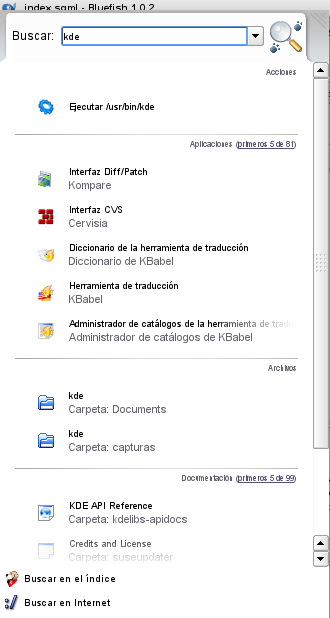 index.sgml - Bluefish 1.0.2
Buscar: kde
Acciones
Ejecutar /usr/bin/kde
Aplicaciones (primeros 5 de 81)
Interfaz Diff/Patch
Kompare
Interfaz CVS
Cervisia
Diccionario de la herramienta de traducción
Diccionario de KBabel
Herramienta de traducción
KBabel
Administrador de catálogos de la herramienta de tradu
Administrador de catálogos de KBabel
Archivos
kde
Carpeta: Documents
kde
Carpeta: capturas
Documentación (primeros 5 de 99)
KDE API Reference
Carpeta: kdelibs-apidocs
Credits and License
Carpeta: suseupdater
Buscar en el índice
Buscar en Internet